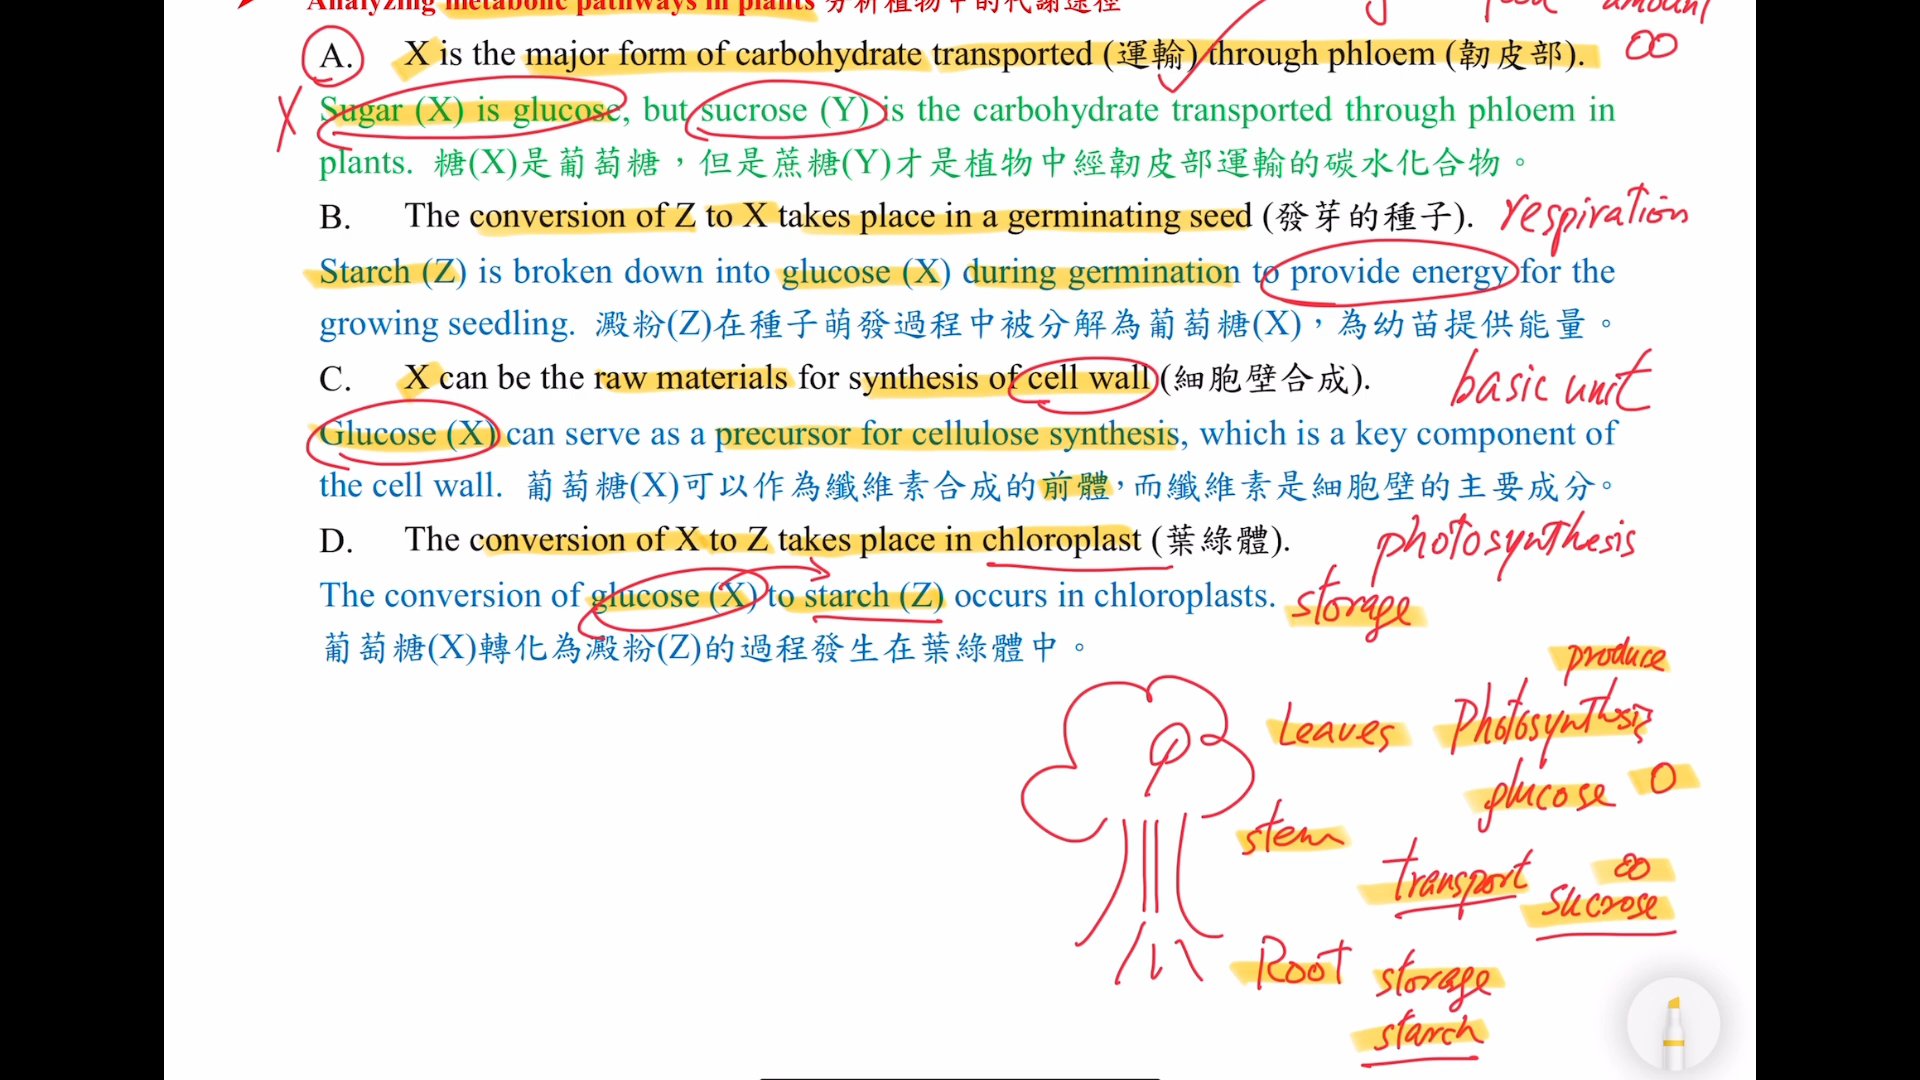 Analyzing metabolic pathways in plants 分析植物中的代謝途徑
amount
A. X is the major form of carbohydrate transported (運輸) through phloem (韌皮部).
X Sugar (X) is glucose, but sucrose (Y) is the carbohydrate transported through phloem in
plants. 糖(X)是葡萄糖，但是蔗糖(Y)才是植物中經韌皮部運輸的碳水化合物。
B. The conversion of Z to X takes place in a germinating seed (發芽的種子). respiration
Starch (Z) is broken down into glucose (X) during germination to provide energy for the
growing seedling. 澱粉(Z)在種子萌發過程中被分解為葡萄糖(X)，為幼苗提供能量。
C. X can be the raw materials for synthesis of cell wall (細胞壁合成). basic unit
Glucose (X) can serve as a precursor for cellulose synthesis, which is a key component of
the cell wall. 葡萄糖(X)可以作為纖維素合成的前體，而纖維素是細胞壁的主要成分。
D. The conversion of X to Z takes place in chloroplast (葉綠體). photosynthesis
The conversion of glucose (X) to starch (Z) occurs in chloroplasts. storage
葡萄糖(X)轉化為澱粉(Z)的過程發生在葉綠體中。
produce
Leaves Photosynthesis
glucose
stem
transport sucrose
Root storage
starch